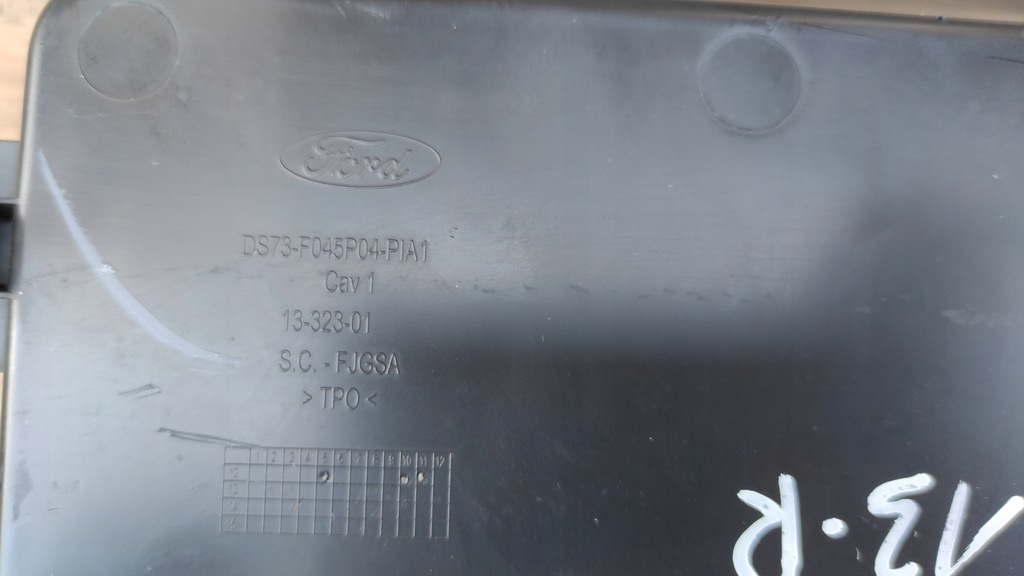 Ford
DS73-F045P04-PIA1
Cav 1
13-323-01
S.C. - FJGSA
>TPO<
1 2 3 4 5 6 7 8 9 10 11 12
13.R